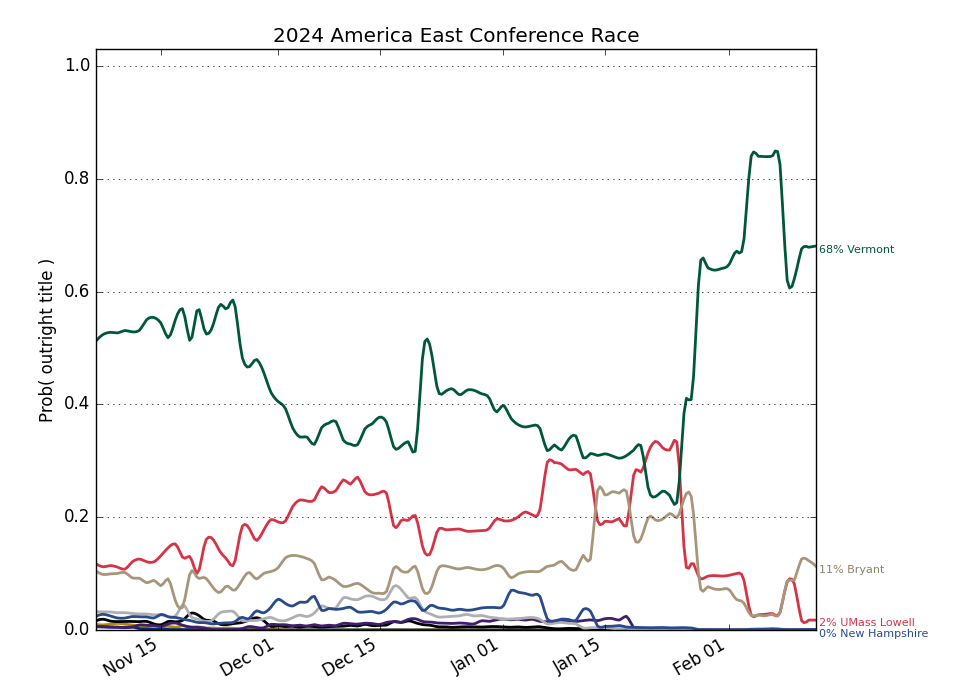 2024 America East Conference Race
Prob( outright title )
1.0
0.8
0.6
0.4
0.2
0.0
68% Vermont
11% Bryant
2% UMass Lowell
0% New Hampshire
Nov 15
Dec 01
Dec 15
Jan 01
Jan 15
Feb 01